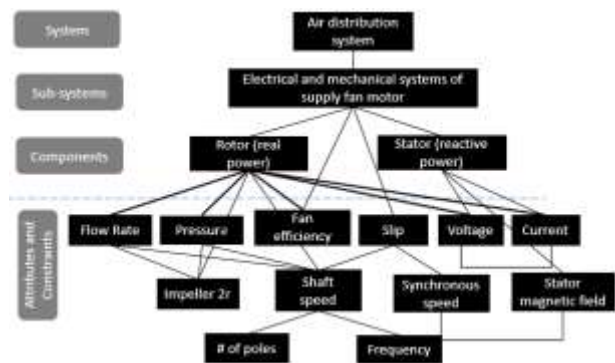 System
Air distribution
system
Sub-systems
Electrical and mechanical systems of
supply fan motor
Components
Rotor (real
power)
Stator (reactive
power)
Attributes and
Constraints
Flow Rate
Pressure
Fan
efficiency
Slip
Voltage
Current
Impeller 2r
Shaft
speed
Synchronous
speed
Stator
magnetic field
# of poles
Frequency